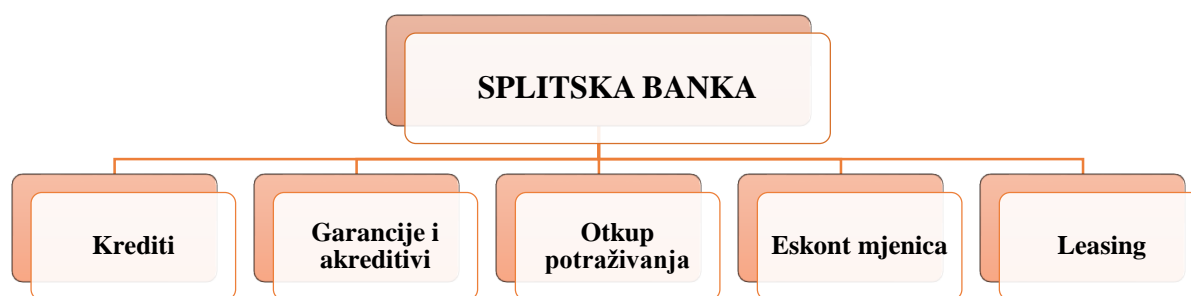 SPLITSKA BANKA
Krediti
Garancije i
akreditivi
Otkup
potraživanja
Eskont mjenica
Leasing